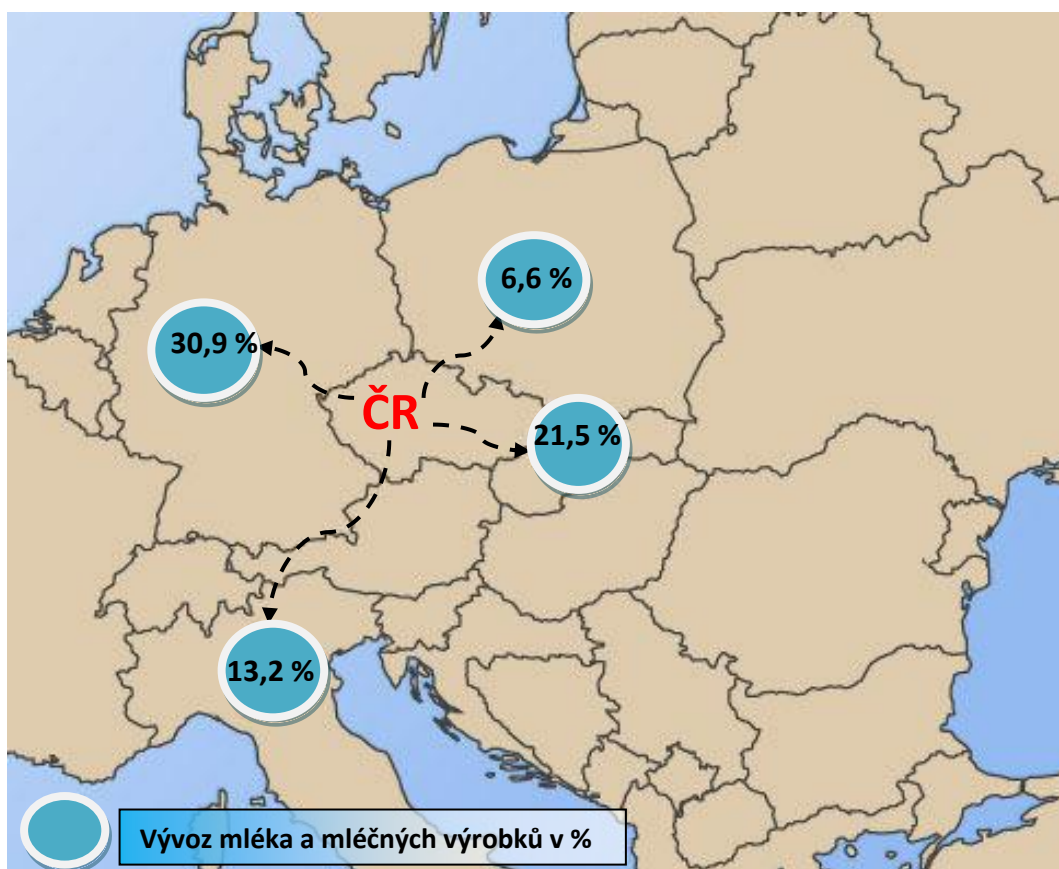 6,6 %
30,9 %
ČR
21,5 %
13,2 %
Vývoz mléka a mléčných výrobků v %